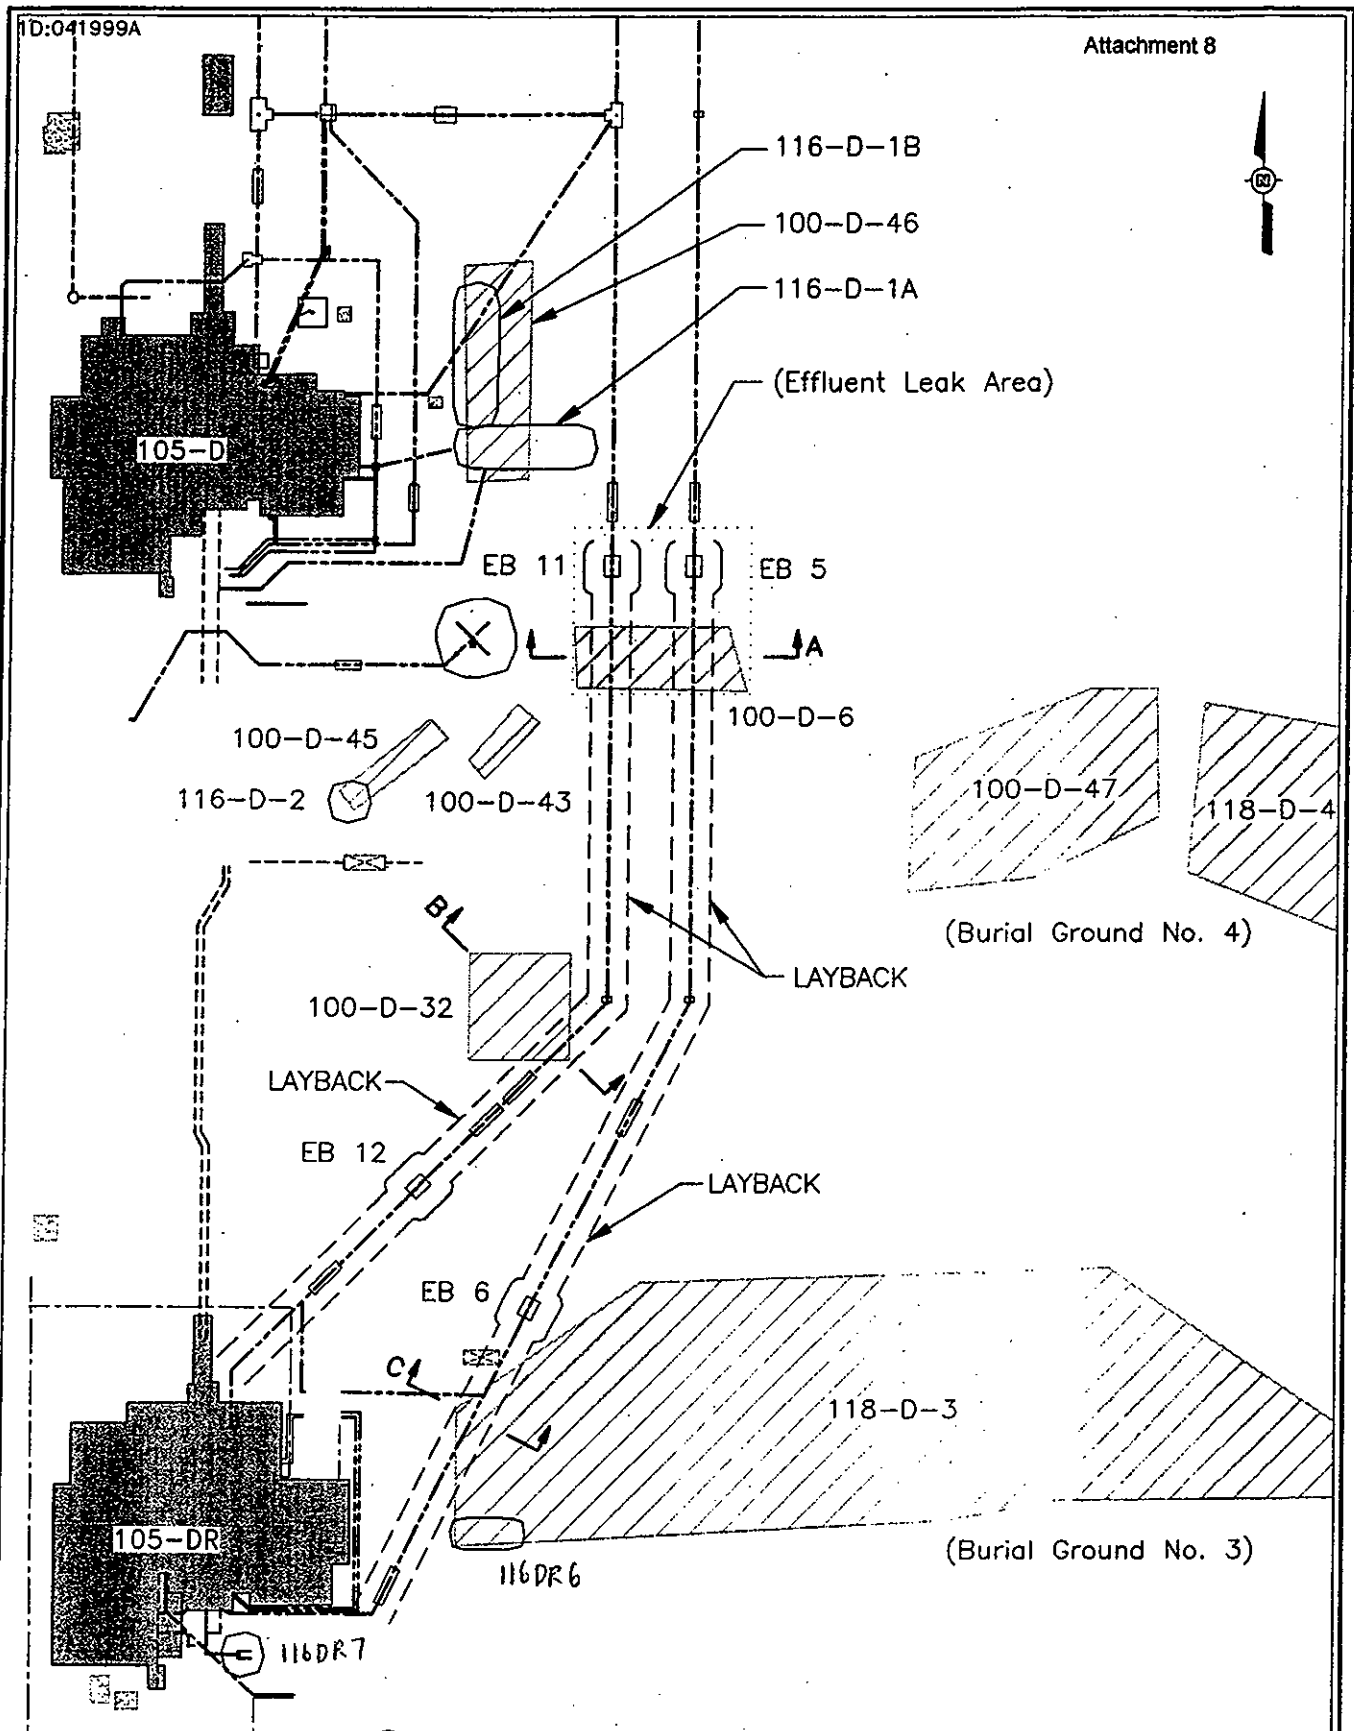 1D:041999A
Attachment 8
N
116-D-1B
100-D-46
116-D-1A
(Effluent Leak Area)
105-D
EB 11
EB 5
A
100-D-6
100-D-45
116-D-2
100-D-43
100-D-47
118-D-4
(Burial Ground No. 4)
B
LAYBACK
100-D-32
LAYBACK
EB 12
LAYBACK
EB 6
C
118-D-3
105-DR
(Burial Ground No. 3)
116DR6
116DR7